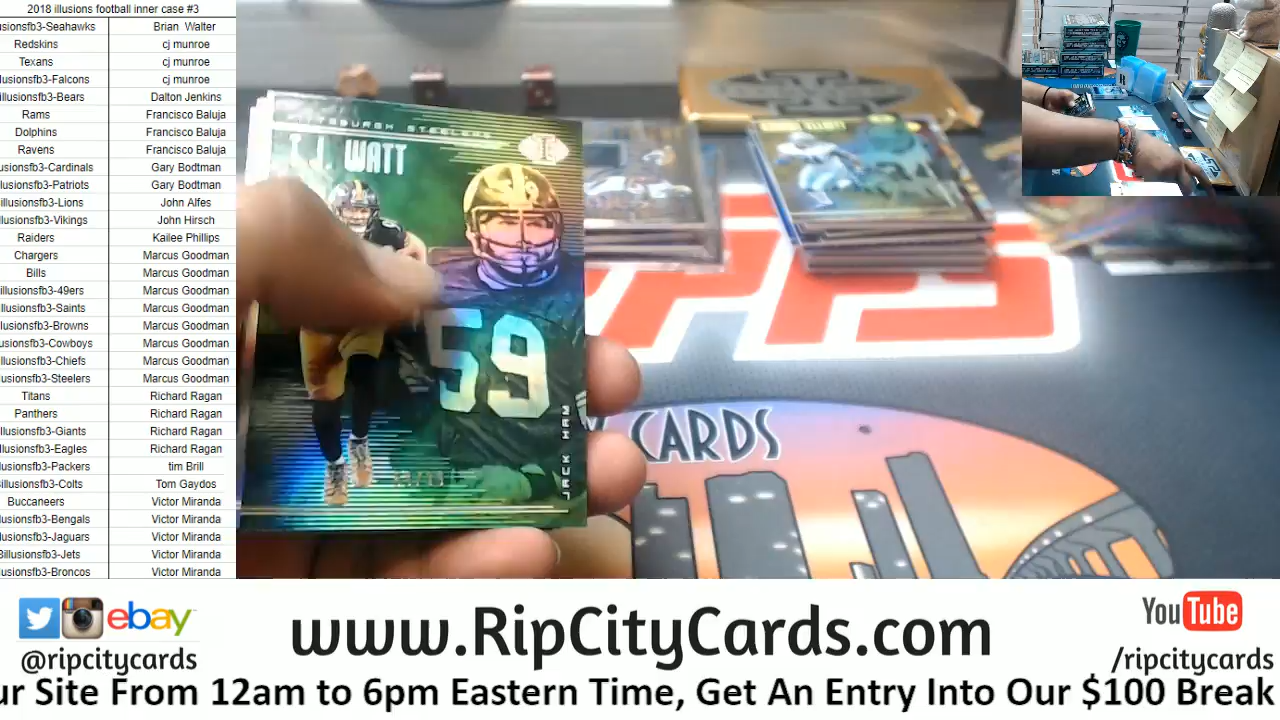 2018 illusions football inner case #3
usionsfb3-Seahawks Brian Walter
Redskins cj munroe
Texans cj munroe
llusionsfb3-Falcons cj munroe
illusionsfb3-Bears Dalton Jenkins
Rams Francisco Baluja
Dolphins Francisco Baluja
Ravens Francisco Baluja
llusionsfb3-Cardinals Gary Bodtman
llusionsfb3-Patriots Gary Bodtman
illusionsfb3-Lions John Alfes
llusionsfb3-Vikings John Hirsch
Raiders Kailee Phillips
Chargers Marcus Goodman
Bills Marcus Goodman
illusionsfb3-49ers Marcus Goodman
llusionsfb3-Saints Marcus Goodman
lusionsfb3-Browns Marcus Goodman
lusionsfb3-Cowboys Marcus Goodman
llusionsfb3-Chiefs Marcus Goodman
lusionsfb3-Steelers Marcus Goodman
Titans Richard Ragan
Panthers Richard Ragan
llusionsfb3-Giants Richard Ragan
llusionsfb3-Eagles Richard Ragan
lusionsfb3-Packers tim Brill
illusionsfb3-Colts Tom Gaydos
Buccaneers Victor Miranda
lusionsfb3-Bengals Victor Miranda
lusionsfb3-Jaguars Victor Miranda
3illusionsfb3-Jets Victor Miranda
lusionsfb3-Broncos Victor Miranda
PITTSBURGH STEELERS
T.J. WATT
59
JACK HAM
CARDS
ebay
@ripcitycards
www.RipCityCards.com
You Tube
/ripcitycards
ur Site From 12am to 6pm Eastern Time, Get An Entry Into Our $100 Break